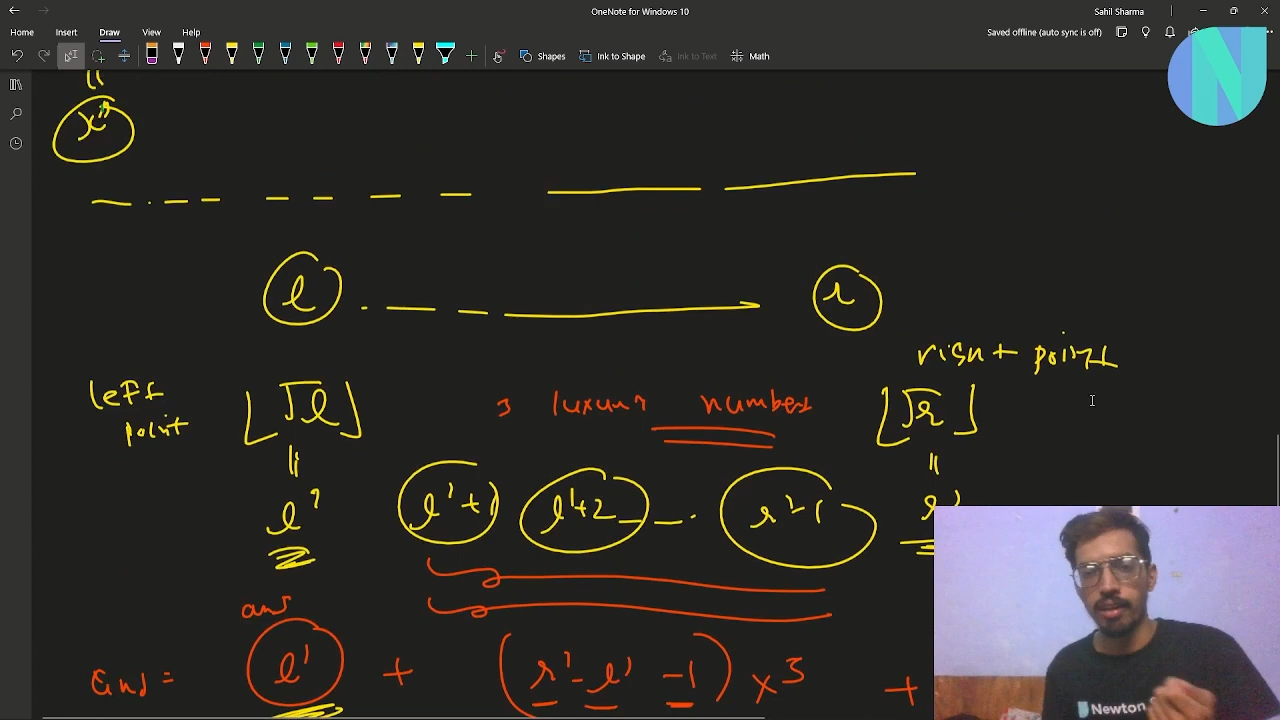 OneNote for Windows 10
Sahil Sharma
Home Insert Draw View Help
Saved offline (auto sync is off)
Shapes Ink to Shape Ink to Text Math
x"
l r
right point
left point
⌊√l⌋ 3 luxury numbers ⌊√r⌋
l' l'+1 l'+2 r'-1 r'
ans
l' + (r'-l'-1) x 3 +
Newton